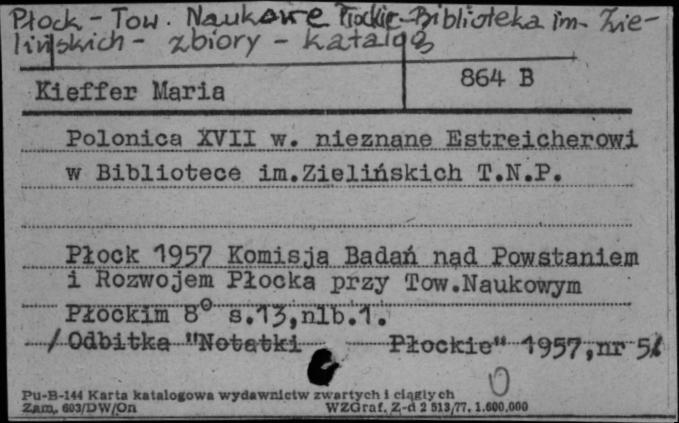 Płock - Tow. Naukowe Płockie - Biblioteka im. Zie-
lińskich - zbiory - katalog
Kieffer Maria
864 B
Polonica XVII w. nieznane Estreicherowi
w Bibliotece im.Zielińskich T.N.P.
Płock 1957 Komisja Badań nad Powstaniem
i Rozwojem Płocka przy Tow.Naukowym
Płockim 8° s.13,nlb.1.
/Odbitka "Notatki Płockie" 1957,nr 5/
Pu-B-144 Karta katalogowa wydawnictw zwartych i ciągłych
Zam. 603/DW/On WZGraf. Z-d 2 513/77. 1.600.000